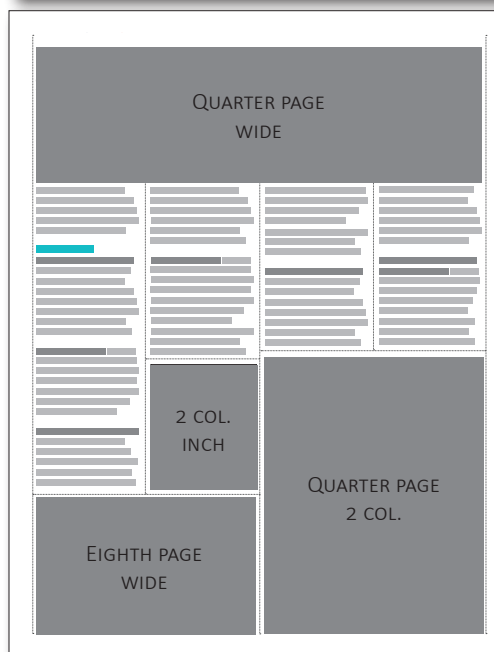 Quarter page
wide
2 col.
inch
Quarter page
2 col.
Eighth page
wide